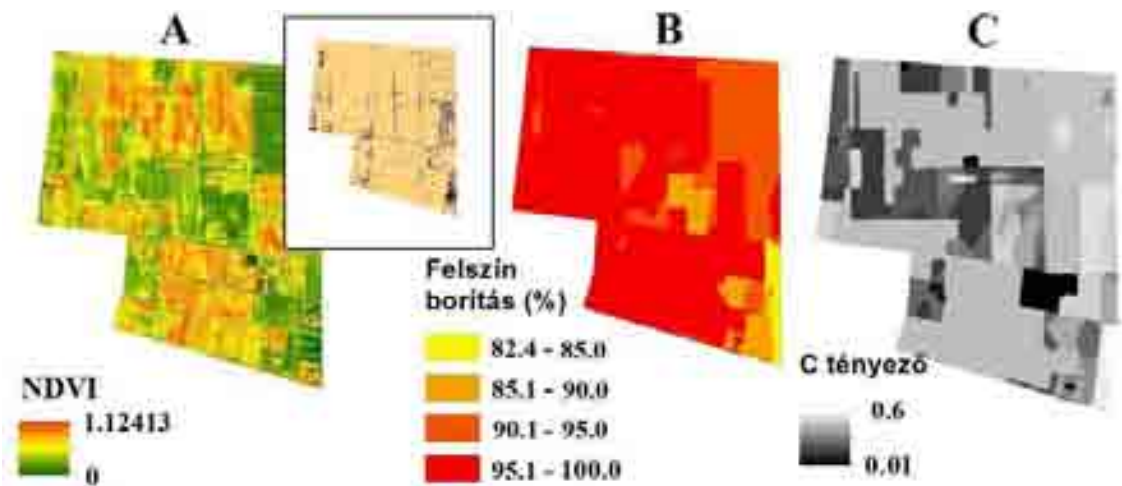 A
B
C
NDVI
1.12413
0
Felszín
borítás (%)
82.4 - 85.0
85.1 - 90.0
90.1 - 95.0
95.1 - 100.0
C tényező
0.6
0.01